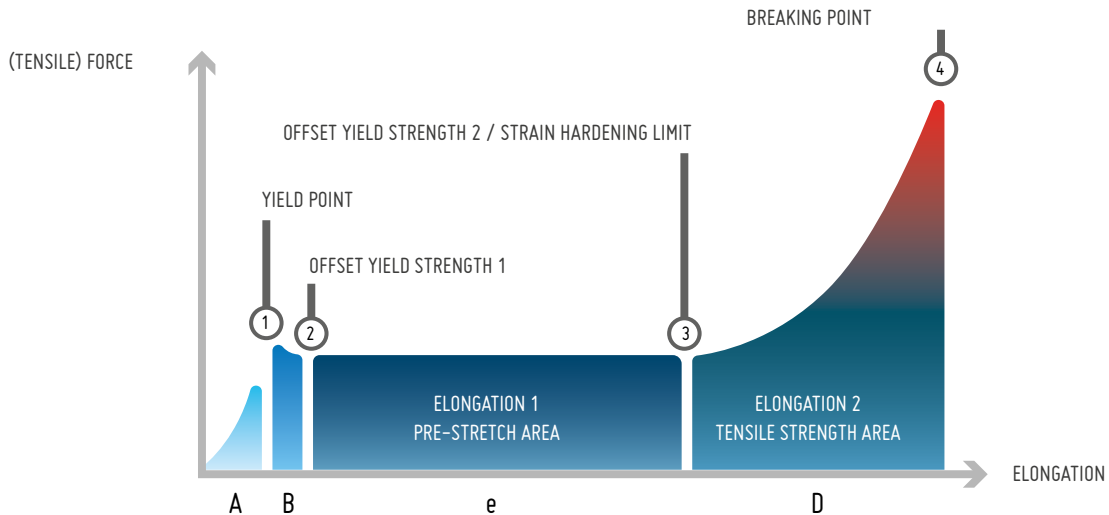 BREAKING POINT
(TENSILE) FORCE
4
OFFSET YIELD STRENGTH 2 / STRAIN HARDENING LIMIT
YIELD POINT
OFFSET YIELD STRENGTH 1
1
2
3
ELONGATION 1
PRE-STRETCH AREA
ELONGATION 2
TENSILE STRENGTH AREA
ELONGATION
A
B
e
D